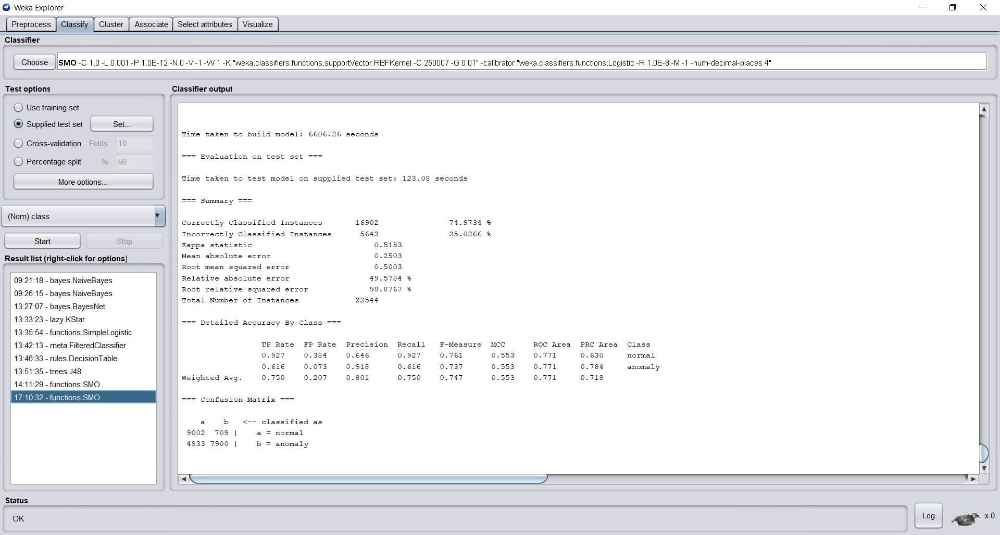 Weka Explorer
Preprocess Classify Cluster Associate Select attributes Visualize
Classifier
Choose SMO -C 1.0 -L 0.001 -P 1.0E-12 -N 0 -V -1 -W 1 -K "weka.classifiers.functions.supportVector.RBFKernel -C 250007 -G 0.01" -calibrator "weka.classifiers.functions.Logistic -R 1.0E-8 -M -1 -num-decimal-places 4"
Test options
Use training set
Supplied test set Set...
Cross-validation Folds 10
Percentage split % 66
More options...
(Nom) class
Start Stop
Result list (right-click for options)
09:21:18 - bayes.NaiveBayes
09:26:15 - bayes.NaiveBayes
13:27:07 - bayes.BayesNet
13:33:23 - lazy.KStar
13:35:54 - functions.SimpleLogistic
13:42:13 - meta.FilteredClassifier
13:46:33 - rules.DecisionTable
13:51:35 - trees.J48
14:11:29 - functions.SMO
17:10:32 - functions.SMO
Classifier output
Time taken to build model: 6606.26 seconds
=== Evaluation on test set ===
Time taken to test model on supplied test set: 123.08 seconds
=== Summary ===
Correctly Classified Instances 16902 74.9734 %
Incorrectly Classified Instances 5642 25.0266 %
Kappa statistic 0.5153
Mean absolute error 0.2503
Root mean squared error 0.5003
Relative absolute error 49.5784 %
Root relative squared error 98.8767 %
Total Number of Instances 22544
=== Detailed Accuracy By Class ===
TP Rate FP Rate Precision Recall F-Measure MCC ROC Area PRC Area Class
0.927 0.384 0.646 0.927 0.761 0.553 0.771 0.630 normal
0.616 0.073 0.918 0.616 0.737 0.553 0.771 0.784 anomaly
Weighted Avg. 0.750 0.207 0.801 0.750 0.747 0.553 0.771 0.718
=== Confusion Matrix ===
a b <-- classified as
9002 709 | a = normal
4933 7900 | b = anomaly
Status
OK
Log x 0